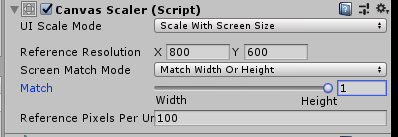 Canvas Scaler (Script)
UI Scale Mode Scale With Screen Size
Reference Resolution X 800 Y 600
Screen Match Mode Match Width Or Height
Match 1
Width Height
Reference Pixels Per Ur 100